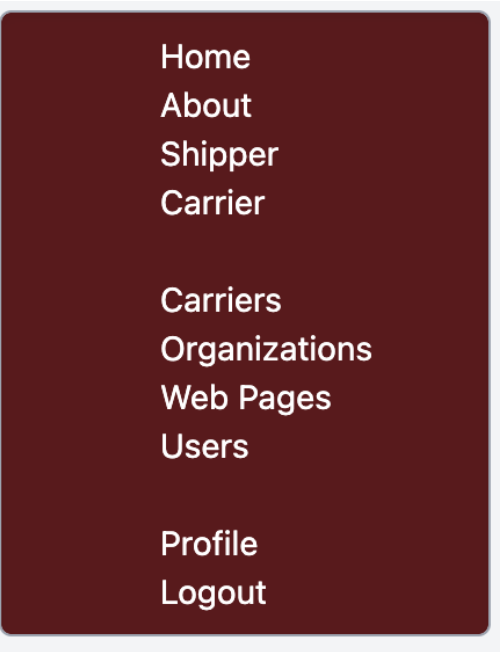 Home
About
Shipper
Carrier
Carriers
Organizations
Web Pages
Users
Profile
Logout